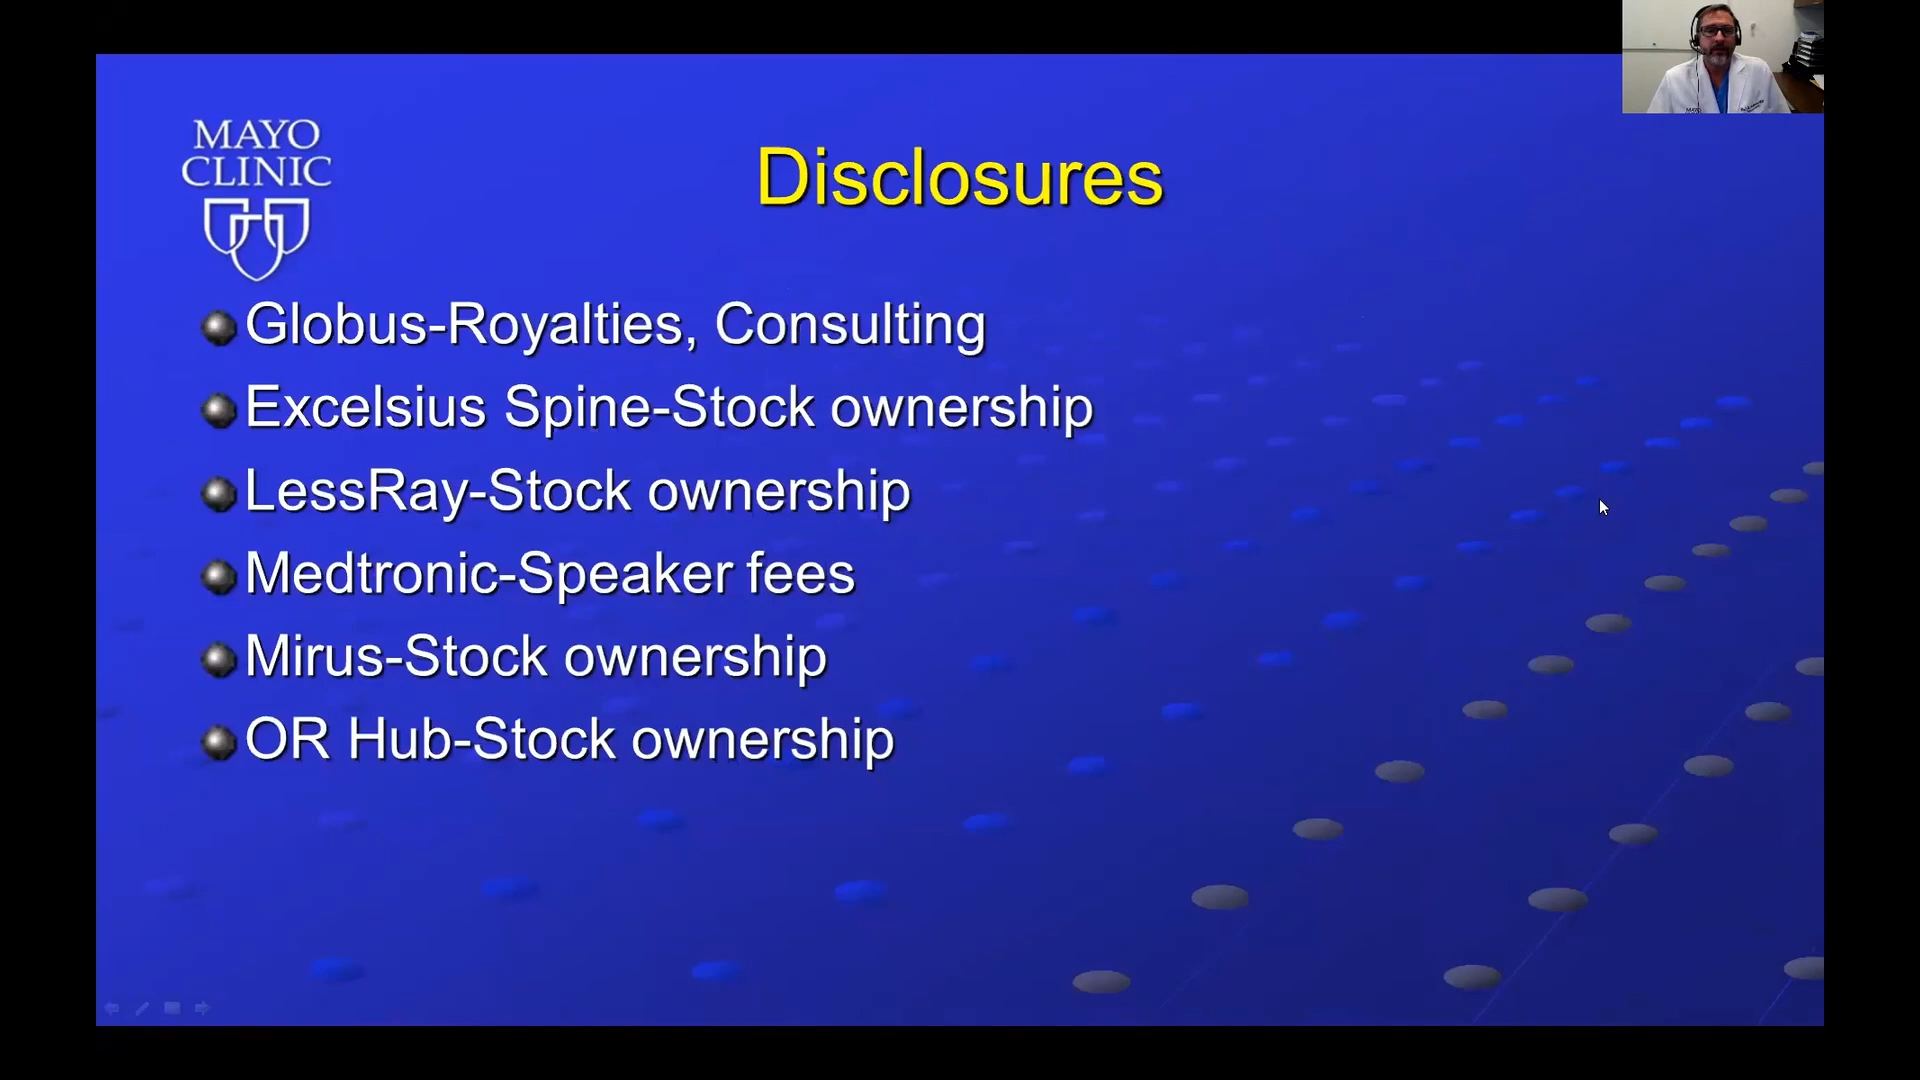 MAYO
CLINIC
Disclosures
Globus-Royalties, Consulting
Excelsius Spine-Stock ownership
LessRay-Stock ownership
Medtronic-Speaker fees
Mirus-Stock ownership
OR Hub-Stock ownership